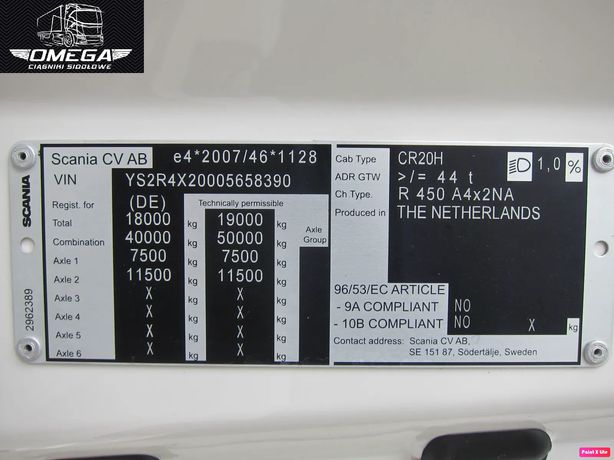 OMEGA
CIĄGNIKI SIODŁOWE
Scania CV AB e4*2007/46*1128
VIN YS2R4X20005658390
Regist. for (DE) Technically permissible
Total 18000 kg 19000 kg
Combination 40000 kg 50000 kg Axle Group
Axle 1 7500 kg 7500 kg
Axle 2 11500 kg 11500 kg
Axle 3 X kg X kg
Axle 4 X kg X kg
Axle 5 X kg X kg
Axle 6 X kg X kg
SCANIA
2962389
Cab Type CR20H 1,0 %
ADR GTW >/= 44 t
Ch. Type R 450 A4x2NA
Produced in THE NETHERLANDS
96/53/EC ARTICLE
- 9A COMPLIANT NO
- 10B COMPLIANT NO X kg
Contact address: Scania CV AB,
SE 151 87, Södertälje, Sweden
Paint X Lite